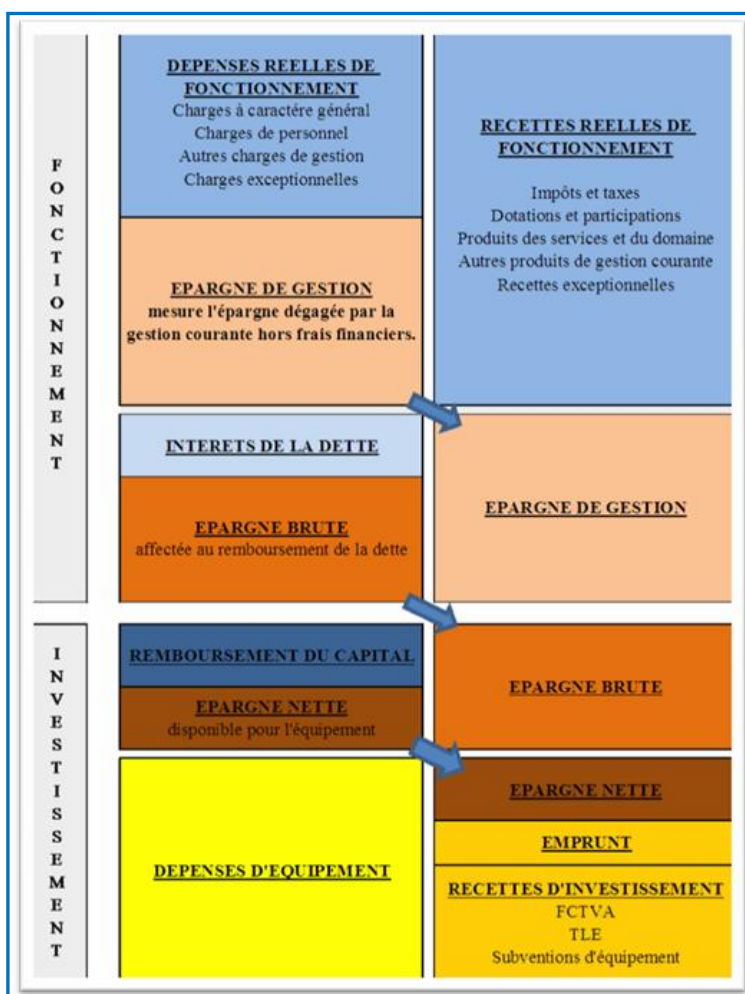 FONCTIONNEMENT
DEPENSES REELLES DE
FONCTIONNEMENT
Charges à caractére général
Charges de personnel
Autres charges de gestion
Charges exceptionnelles
RECETTES REELLES DE
FONCTIONNEMENT
Impôts et taxes
Dotations et participations
Produits des services et du domaine
Autres produits de gestion courante
Recettes exceptionnelles
EPARGNE DE GESTION
mesure l'épargne dégagée par la
gestion courante hors frais financiers.
INTERETS DE LA DETTE
EPARGNE BRUTE
affectée au remboursement de la dette
EPARGNE DE GESTION
INVESTISSEMENT
REMBOURSEMENT DU CAPITAL
EPARGNE NETTE
disponible pour l'équipement
EPARGNE BRUTE
DEPENSES D'EQUIPEMENT
EPARGNE NETTE
EMPRUNT
RECETTES D'INVESTISSEMENT
FCTVA
TLE
Subventions d'équipement